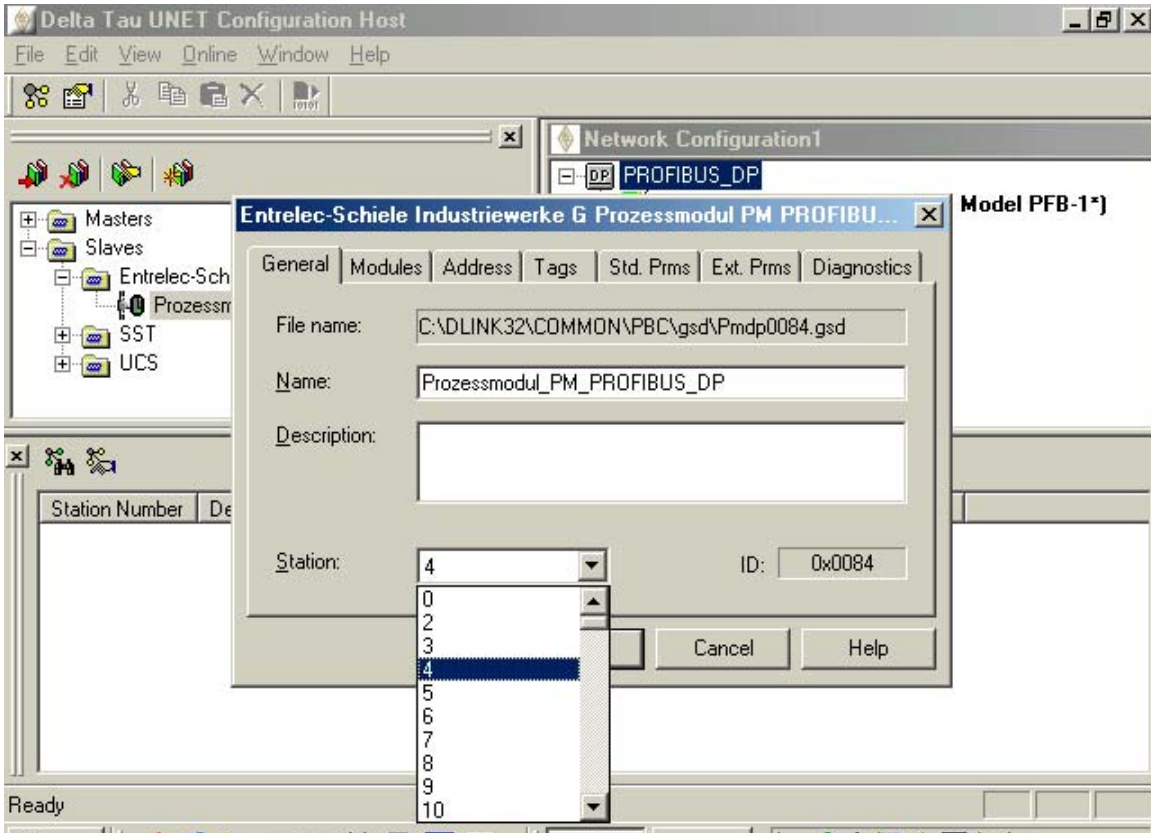 Delta Tau UNET Configuration Host
File Edit View Online Window Help
Network Configuration1
DP PROFIBUS_DP
Model PFB-1*)
Masters
Slaves
Entrelec-Sch
Prozessm
SST
UCS
Entrelec-Schiele Industriewerke G Prozessmodul PM PROFIBU...
General Modules Address Tags Std. Prms Ext. Prms Diagnostics
File name: C:\DLINK32\COMMON\PBC\gsd\Pmdp0084.gsd
Name: Prozessmodul_PM_PROFIBUS_DP
Description:
Station: 4 ID: 0x0084
0
2
3
4
5
6
7
8
9
10
Cancel Help
Station Number De
Ready